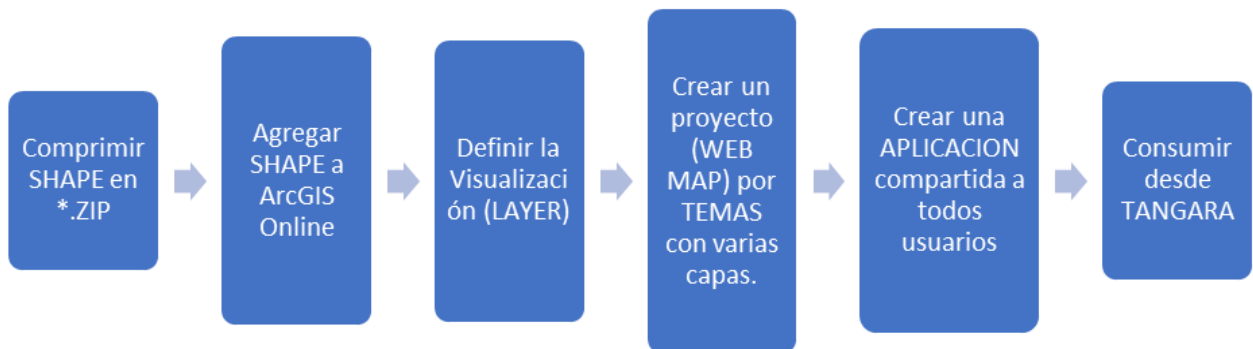 Comprimir
SHAPE en
*.ZIP
Agregar
SHAPE a
ArcGIS
Online
Definir la
Visualizaci
ón (LAYER)
Crear un
proyecto
(WEB
MAP) por
TEMAS
con varias
capas.
Crear una
APLICACION
compartida a
todos
usuarios
Consumir
desde
TANGARA